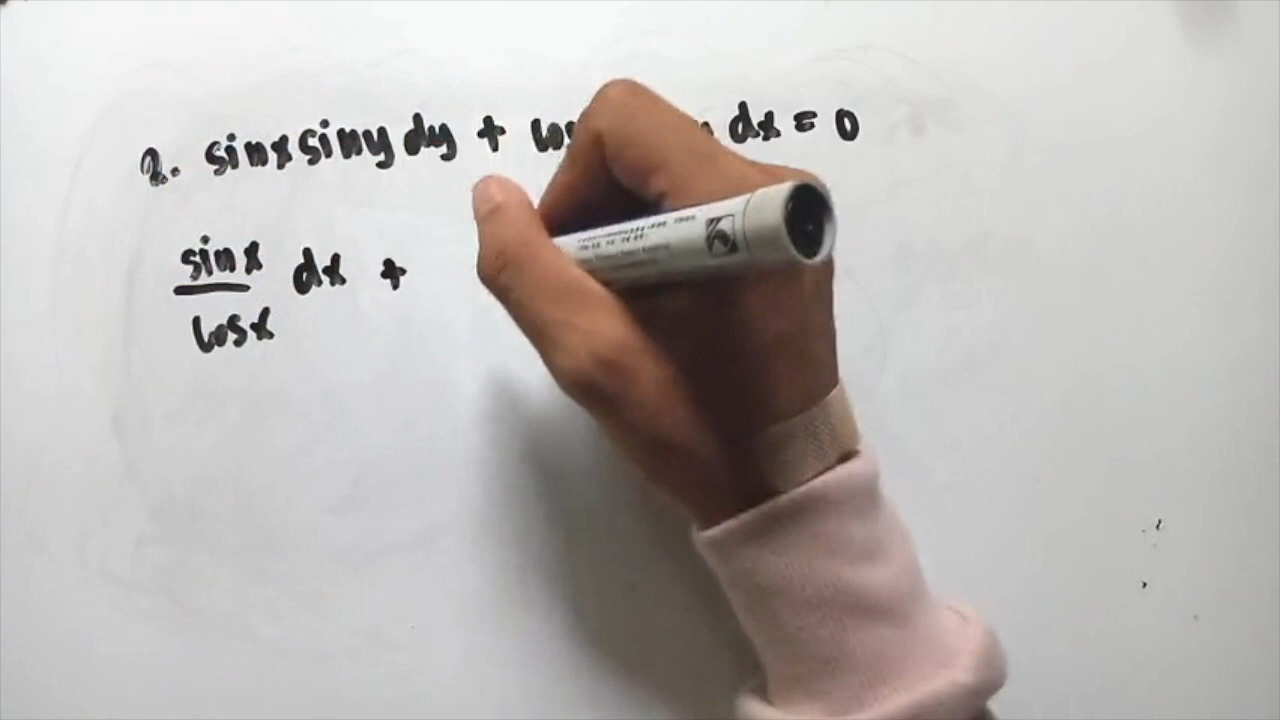 2. sinx siny dy + cos dx = 0
sinx dx +
cosx